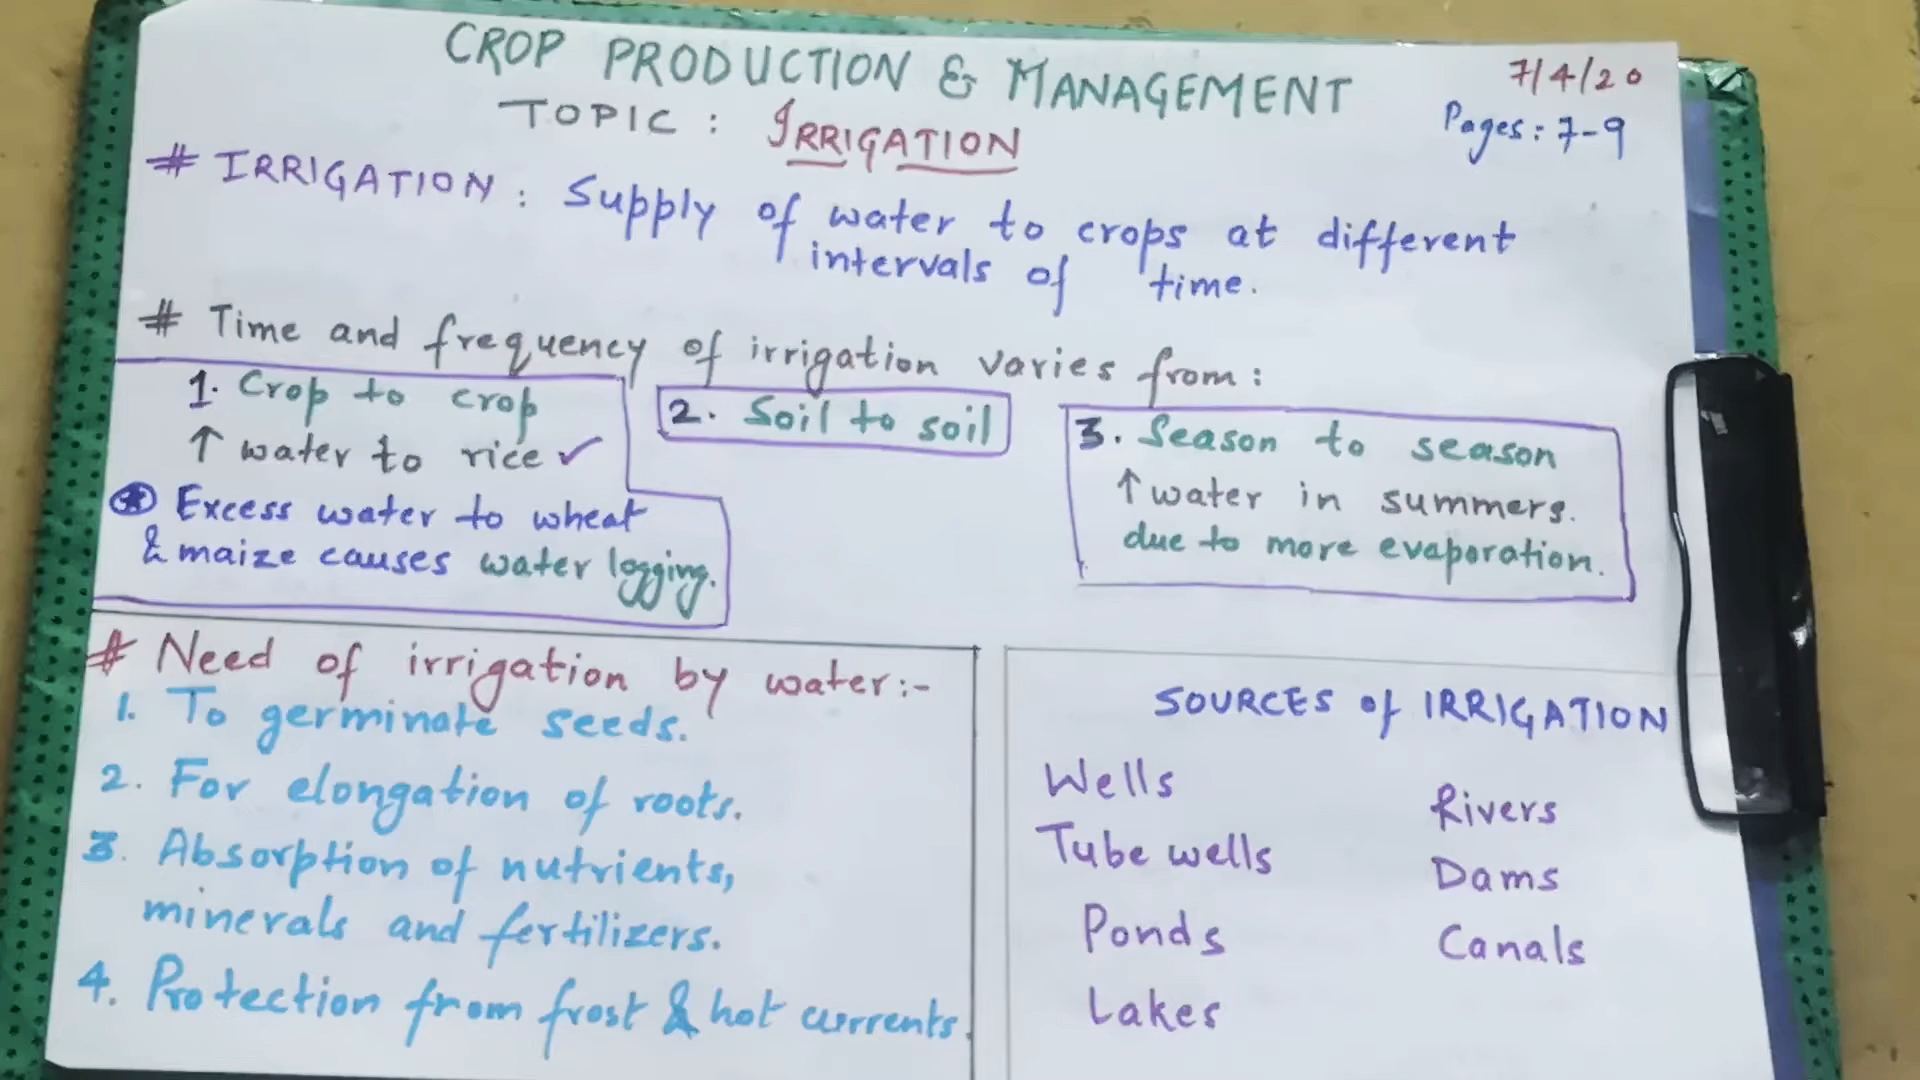 CROP PRODUCTION & MANAGEMENT
7/4/20
TOPIC : IRRIGATION
Pages: 7-9
# IRRIGATION : Supply of water to crops at different
intervals of time.
# Time and frequency of irrigation varies from:
1. Crop to crop
↑ water to rice ✓
⊛ Excess water to wheat
& maize causes water logging.
2. Soil to soil
3. Season to season
↑ water in summers.
due to more evaporation.
# Need of irrigation by water:-
1. To germinate seeds.
2. For elongation of roots.
3. Absorption of nutrients,
minerals and fertilizers.
4. Protection from frost & hot currents.
SOURCES of IRRIGATION
Wells
Tube wells
Ponds
Lakes
Rivers
Dams
Canals